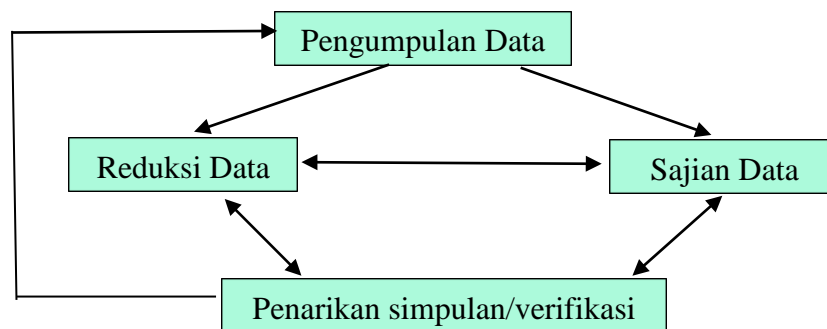 Pengumpulan Data
Reduksi Data
Sajian Data
Penarikan simpulan/verifikasi